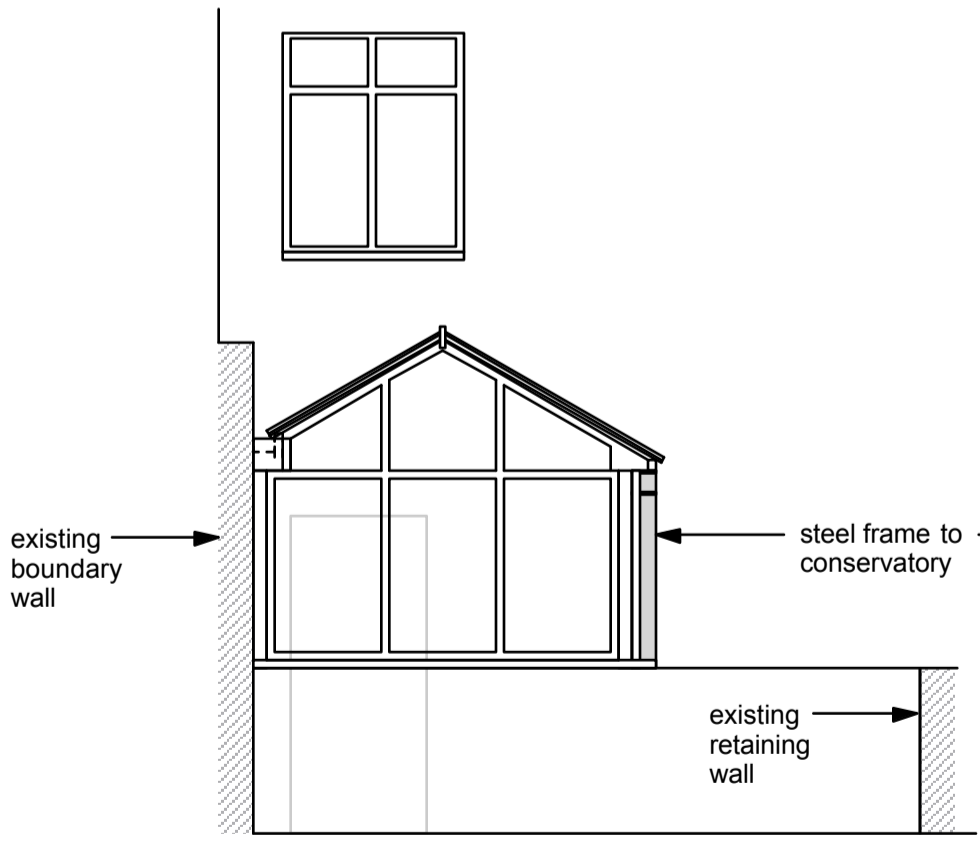 existing
boundary
wall
steel frame to
conservatory
existing
retaining
wall